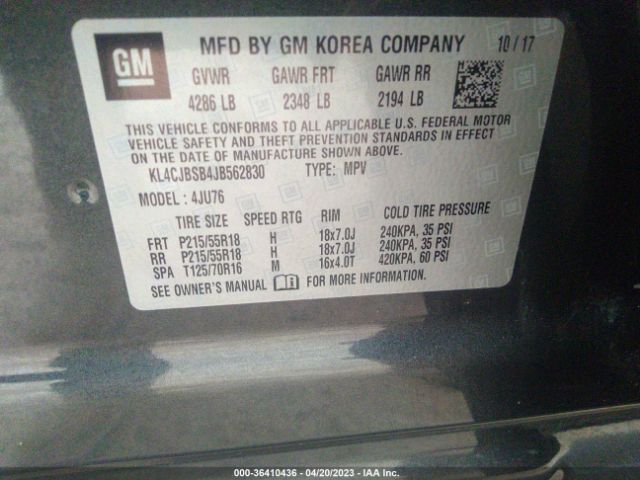 GM
MFD BY GM KOREA COMPANY 10/17
GVWR GAWR FRT GAWR RR
4286 LB 2348 LB 2194 LB
THIS VEHICLE CONFORMS TO ALL APPLICABLE U.S. FEDERAL MOTOR
VEHICLE SAFETY AND THEFT PREVENTION STANDARDS IN EFFECT
ON THE DATE OF MANUFACTURE SHOWN ABOVE.
KL4CJBSB4JB562830 TYPE: MPV
MODEL: 4JU76
TIRE SIZE SPEED RTG RIM COLD TIRE PRESSURE
FRT P215/55R18 H 18x7.0J 240KPA, 35 PSI
RR P215/55R18 H 18x7.0J 240KPA, 35 PSI
SPA T125/70R16 M 16x4.0T 420KPA, 60 PSI
SEE OWNER'S MANUAL FOR MORE INFORMATION.
000-36410436 - 04/20/2023 - IAA Inc.